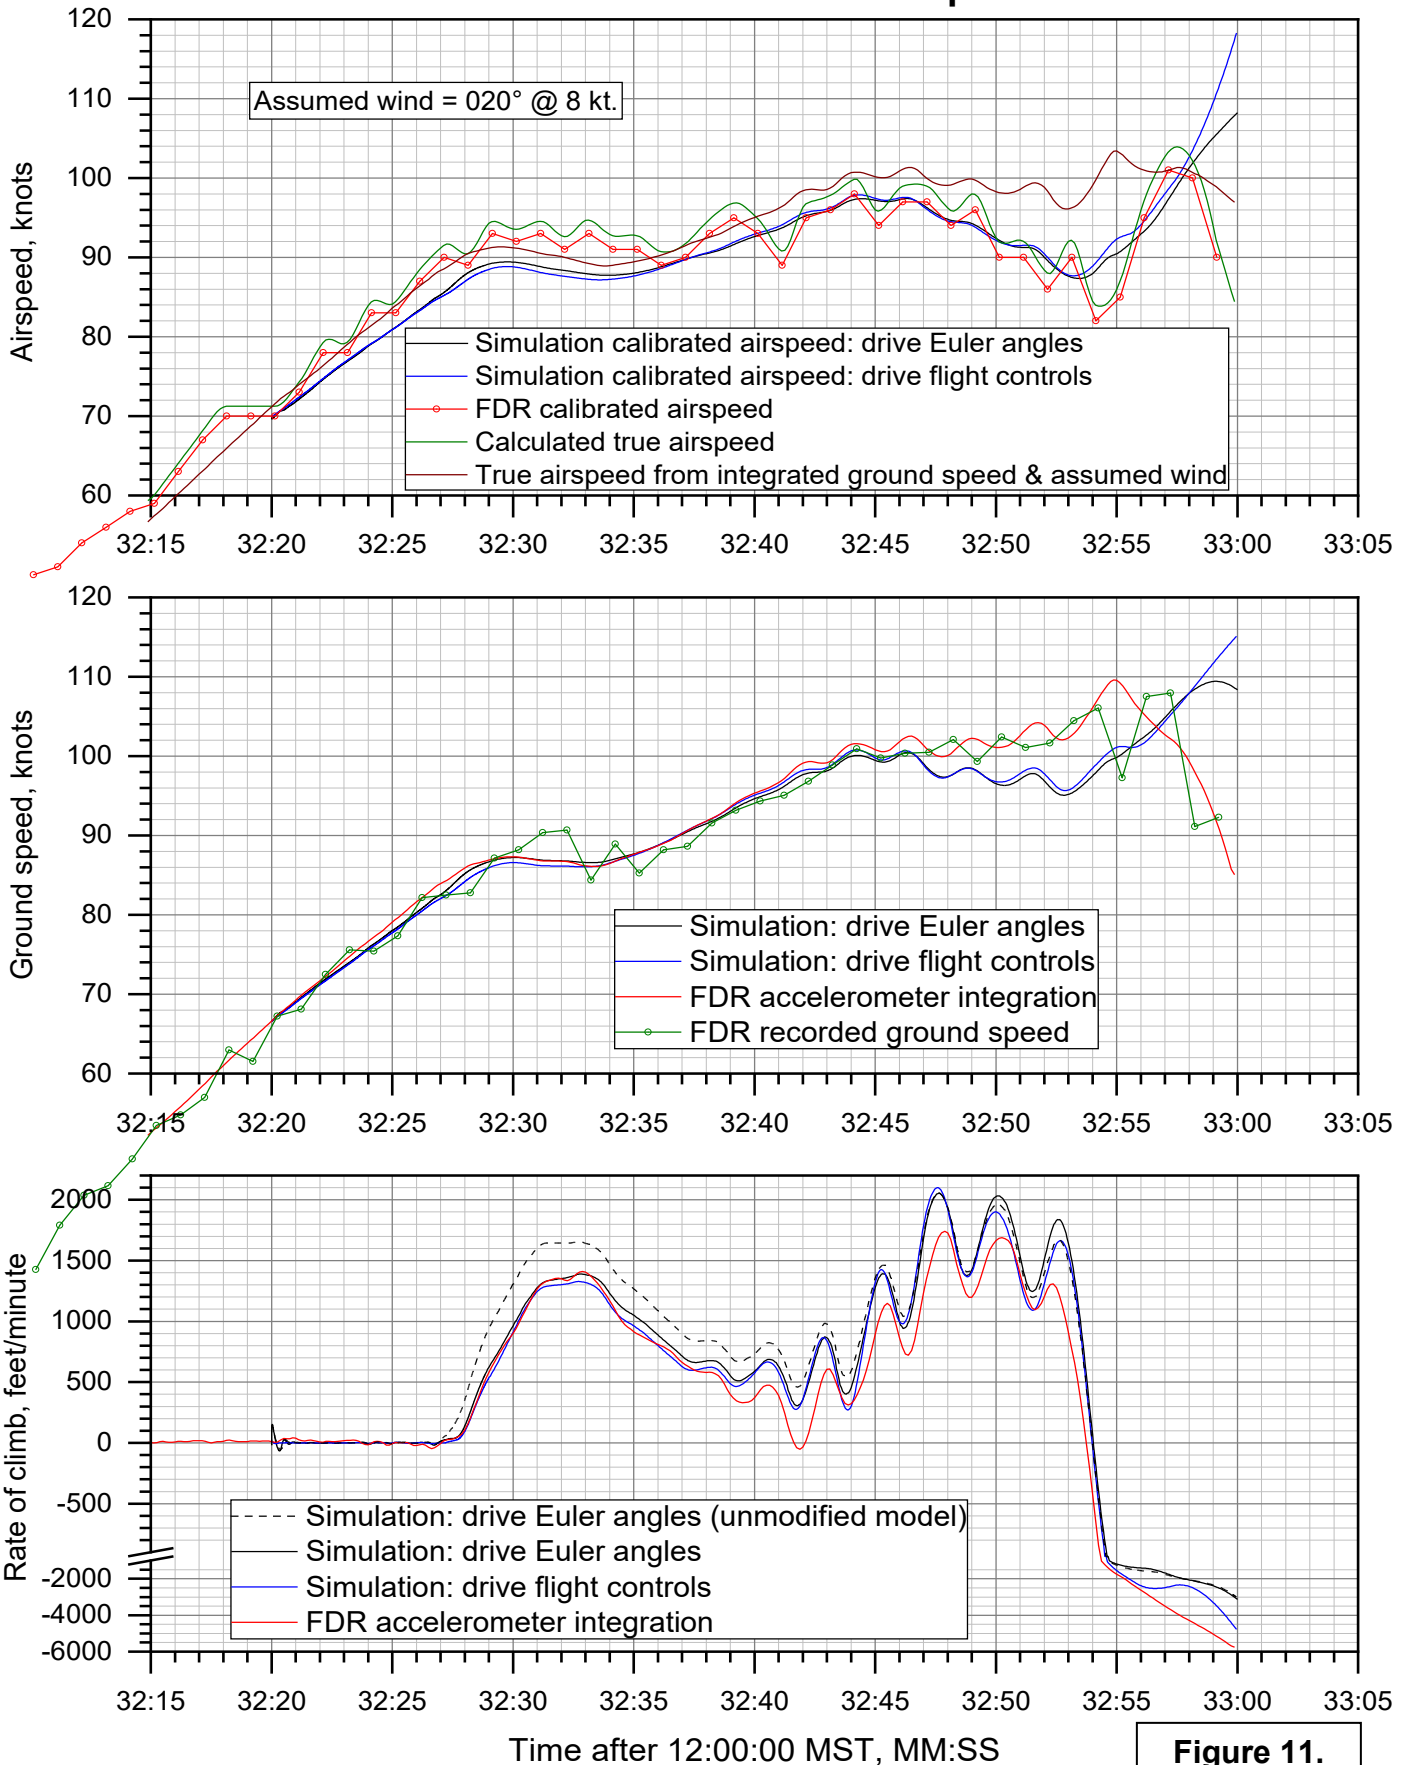 120
110
100
90
80
70
60
Airspeed, knots
Assumed wind = 020° @ 8 kt.
Simulation calibrated airspeed: drive Euler angles
Simulation calibrated airspeed: drive flight controls
FDR calibrated airspeed
Calculated true airspeed
True airspeed from integrated ground speed & assumed wind
32:15 32:20 32:25 32:30 32:35 32:40 32:45 32:50 32:55 33:00 33:05
120
110
100
90
80
70
60
Ground speed, knots
Simulation: drive Euler angles
Simulation: drive flight controls
FDR accelerometer integration
FDR recorded ground speed
32:15 32:20 32:25 32:30 32:35 32:40 32:45 32:50 32:55 33:00 33:05
2000
1500
1000
500
0
-500
-2000
-4000
-6000
Rate of climb, feet/minute
Simulation: drive Euler angles (unmodified model)
Simulation: drive Euler angles
Simulation: drive flight controls
FDR accelerometer integration
32:15 32:20 32:25 32:30 32:35 32:40 32:45 32:50 32:55 33:00 33:05
Time after 12:00:00 MST, MM:SS
Figure 11.